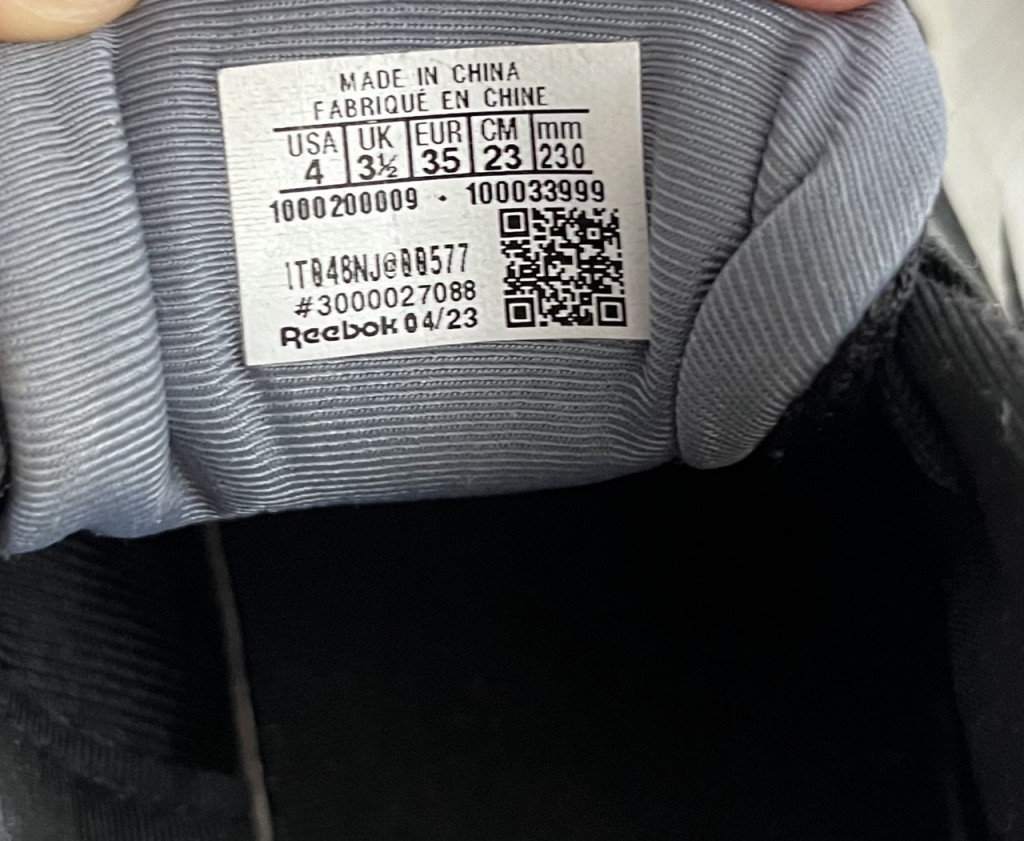 MADE IN CHINA
FABRIQUÉ EN CHINE
USA UK EUR CM mm
4 3½ 35 23 230
1000200009 · 100033999
#3000027088
Reebok 04/23